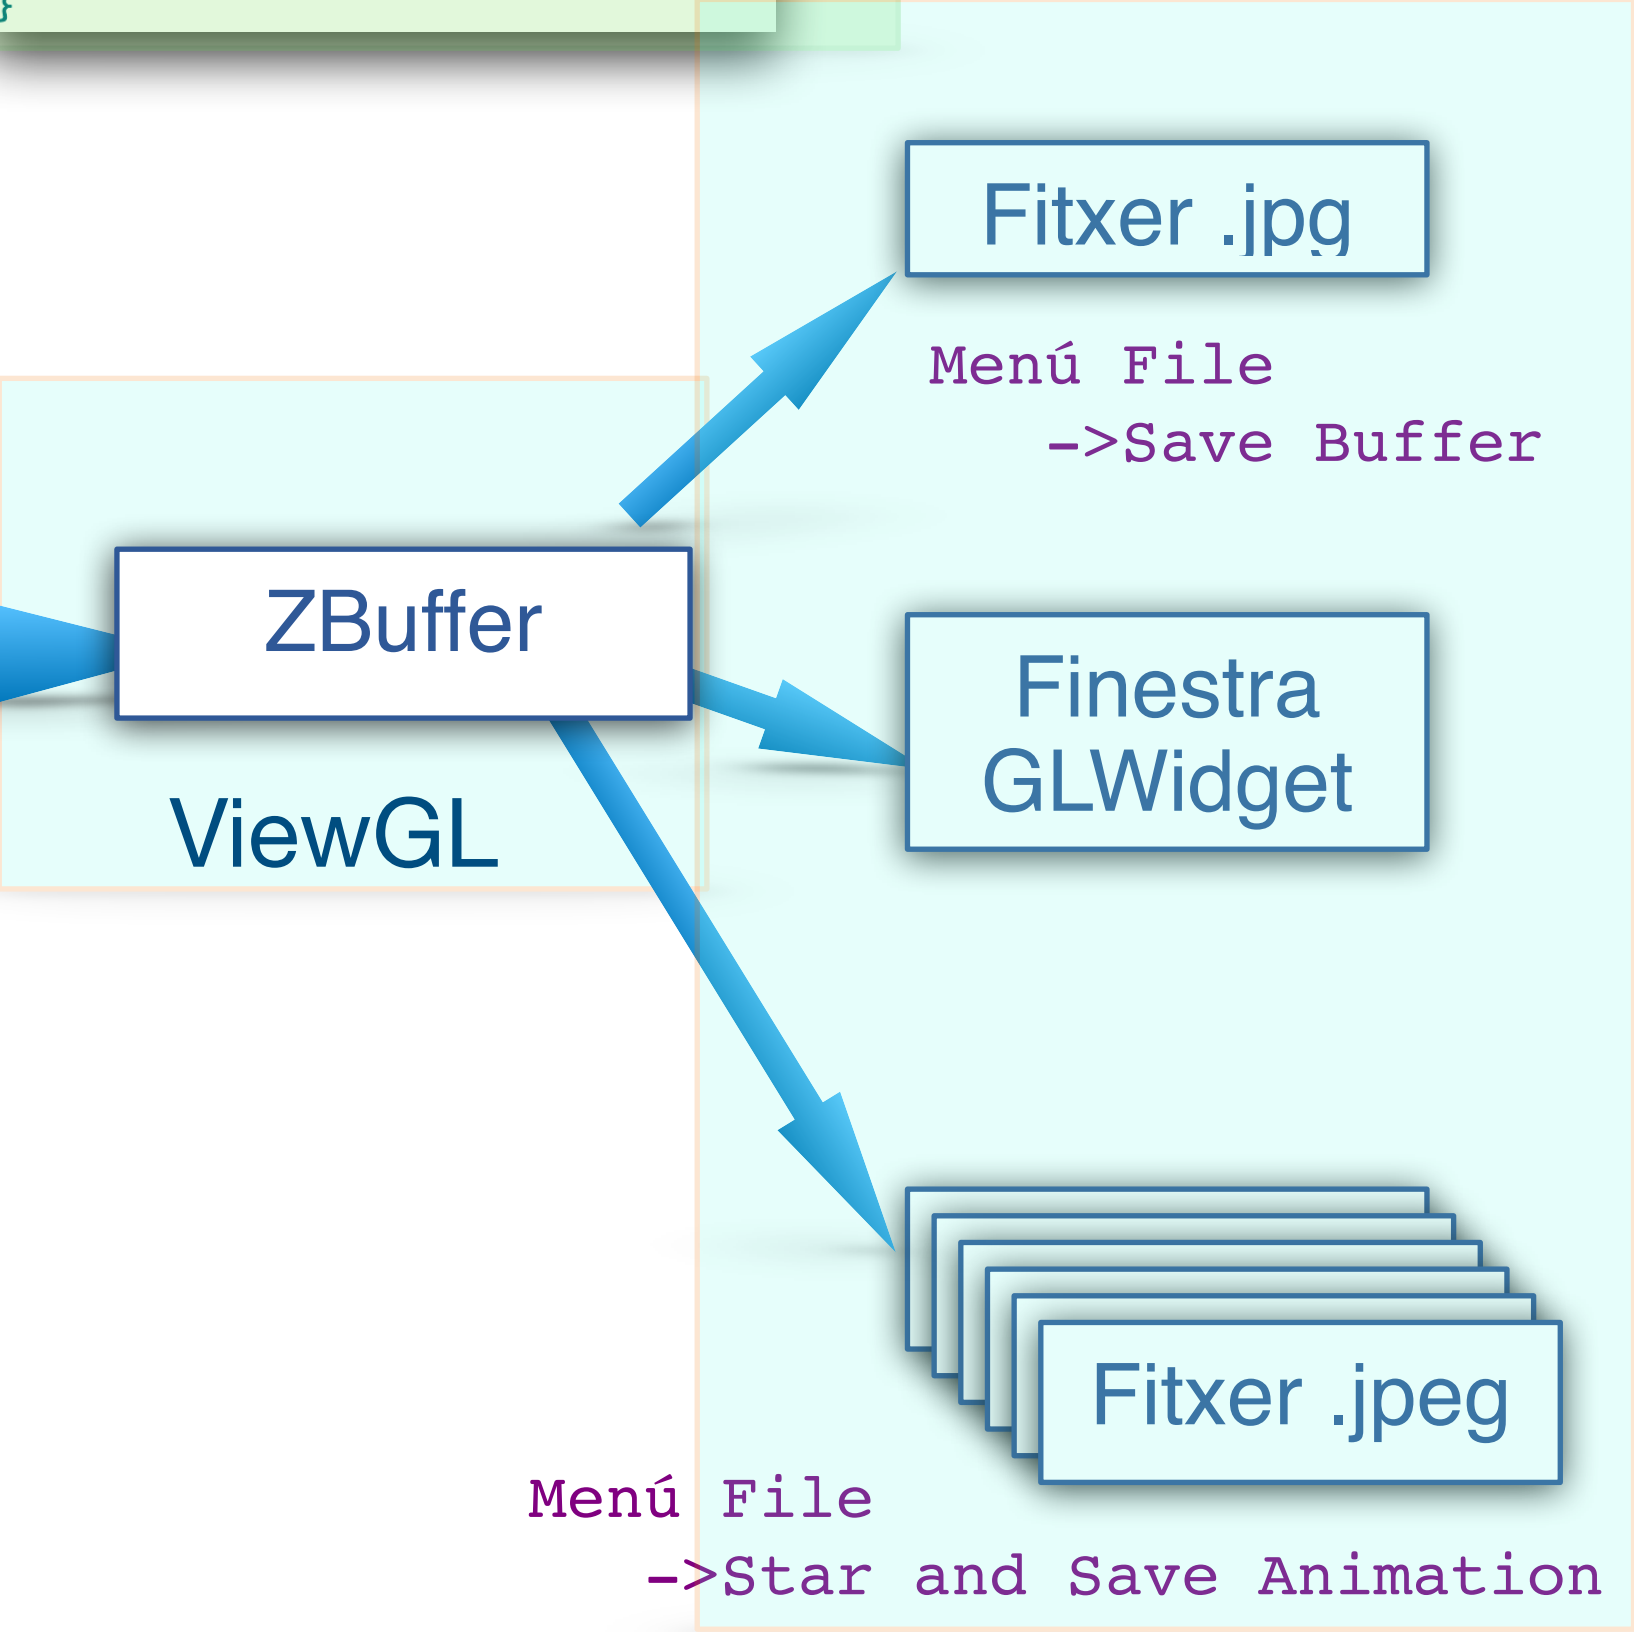 }
Fitxer .jpg
Menú File
->Save Buffer
ZBuffer
Finestra
GLWidget
ViewGL
Fitxer .jpeg
Menú File
->Star and Save Animation